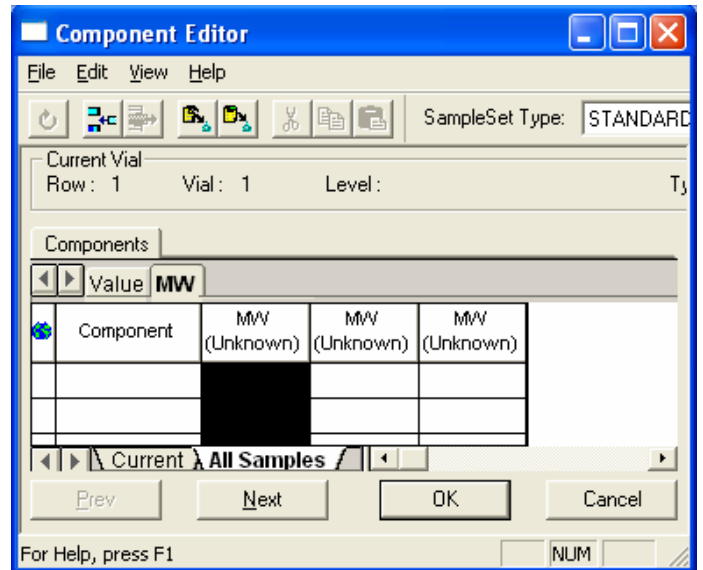 Component Editor
File Edit View Help
SampleSet Type: STANDARD
Current Vial
Row: 1 Vial: 1 Level: Ty
Components
Value MW
Component MW (Unknown) MW (Unknown) MW (Unknown)
Current All Samples
Prev Next OK Cancel
For Help, press F1 NUM